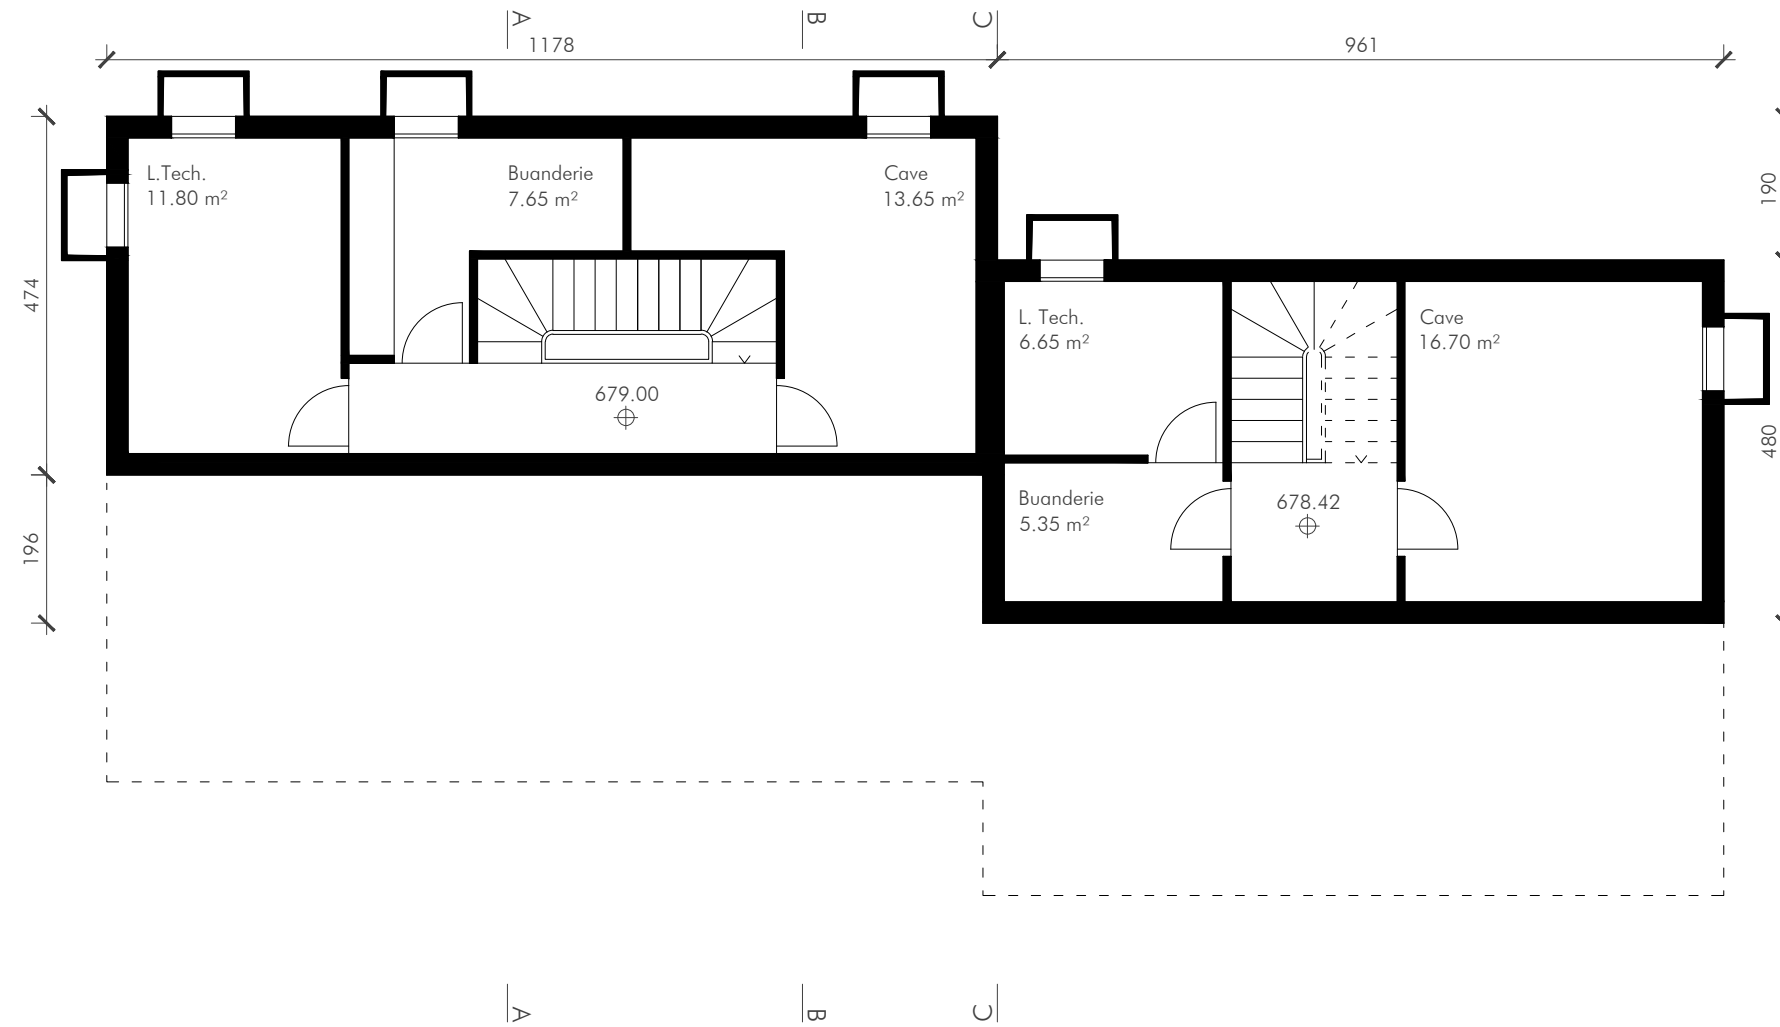 A
B
C
1178
961
L.Tech.
11.80 m²
Buanderie
7.65 m²
Cave
13.65 m²
190
474
L. Tech.
6.65 m²
Cave
16.70 m²
679.00
480
Buanderie
5.35 m²
678.42
196
A
B
C